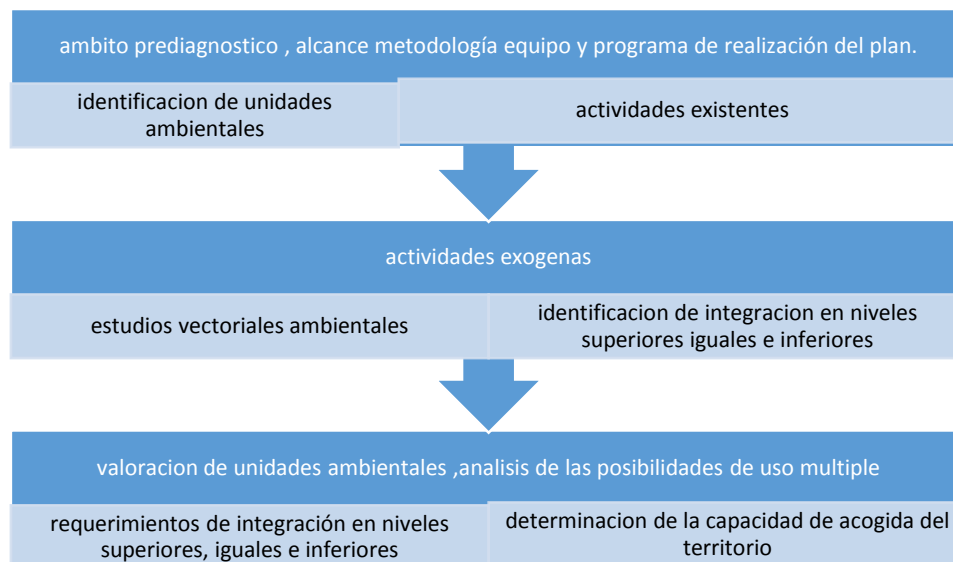 ambito prediagnostico , alcance metodología equipo y programa de realización del plan.
identificacion de unidades
ambientales
actividades existentes
actividades exogenas
estudios vectoriales ambientales
identificacion de integracion en niveles
superiores iguales e inferiores
valoracion de unidades ambientales ,analisis de las posibilidades de uso multiple
requerimientos de integración en niveles
superiores, iguales e inferiores
determinacion de la capacidad de acogida del
territorio